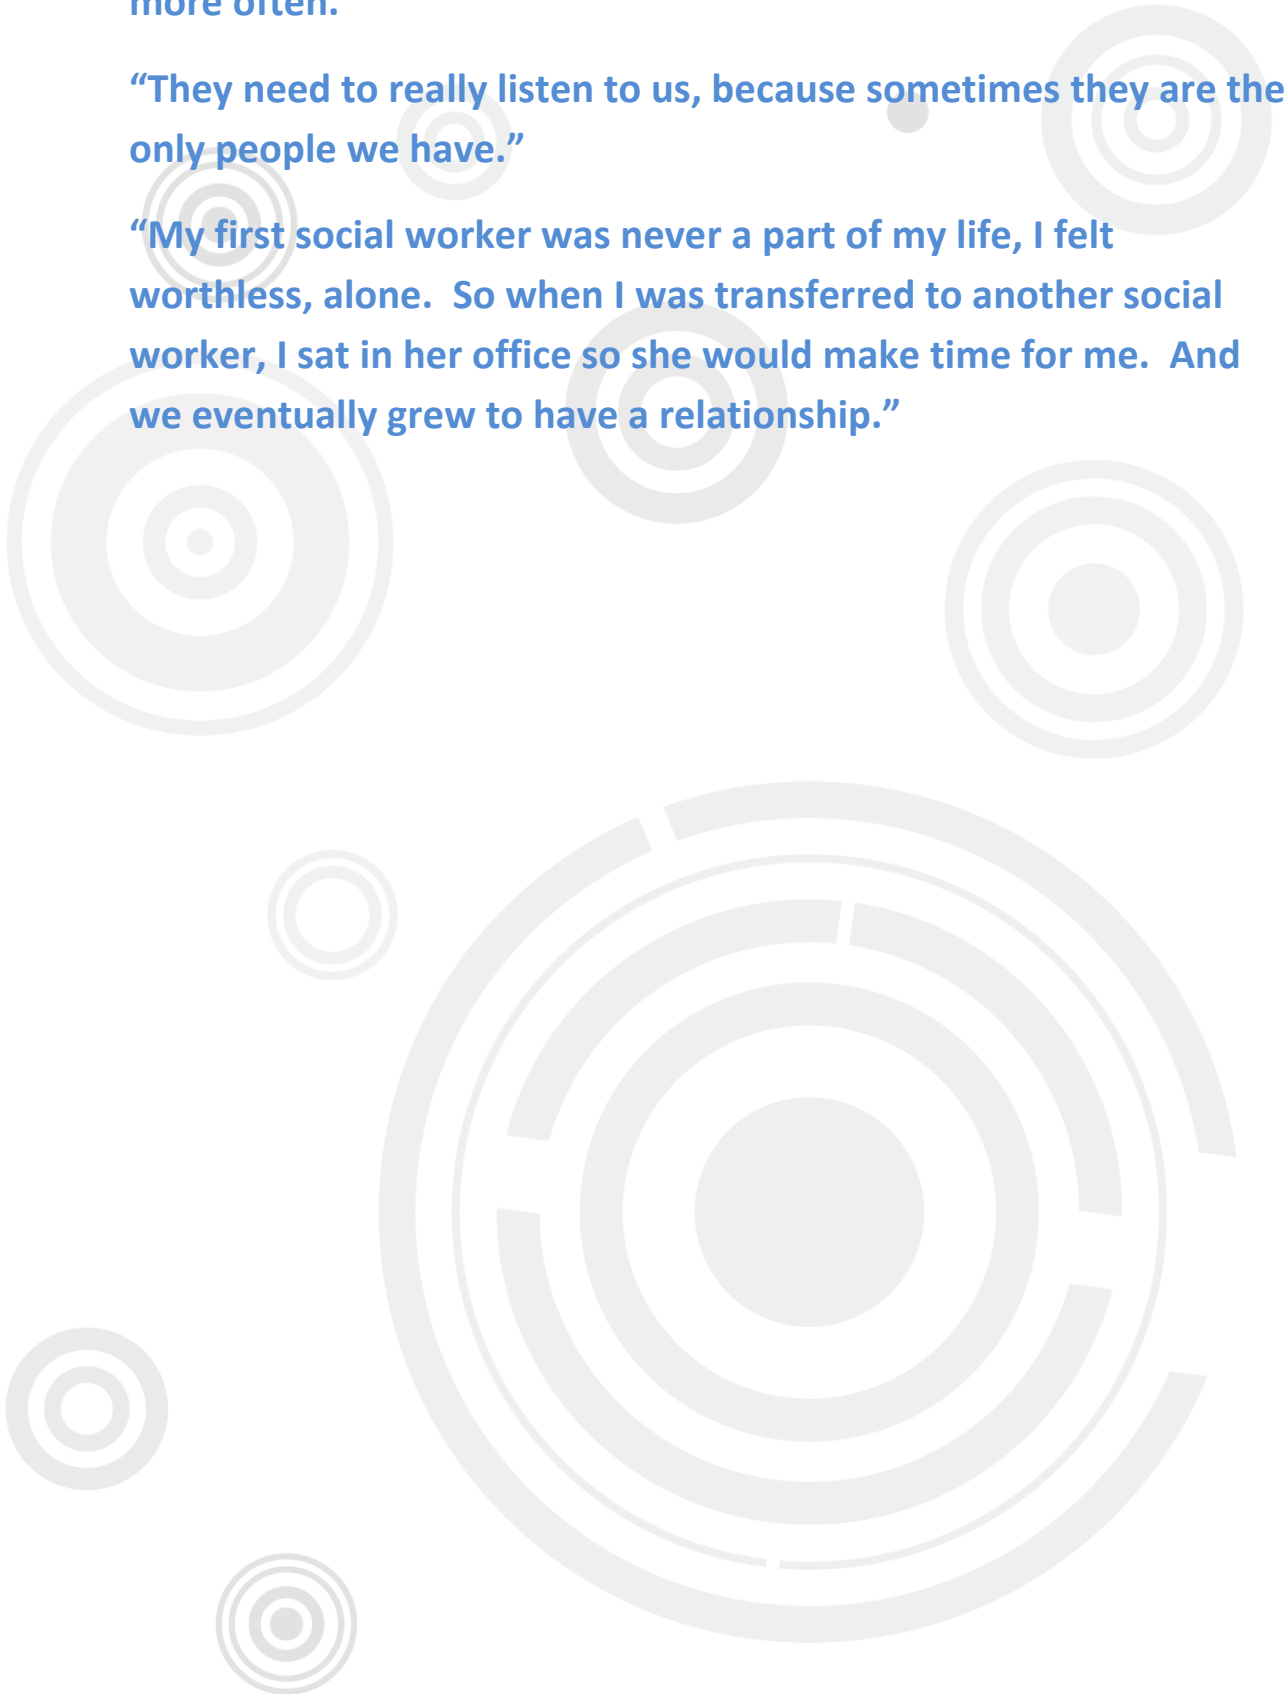 more often.
“They need to really listen to us, because sometimes they are the
only people we have.”
“My first social worker was never a part of my life, I felt
worthless, alone.  So when I was transferred to another social
worker, I sat in her office so she would make time for me.  And
we eventually grew to have a relationship.”